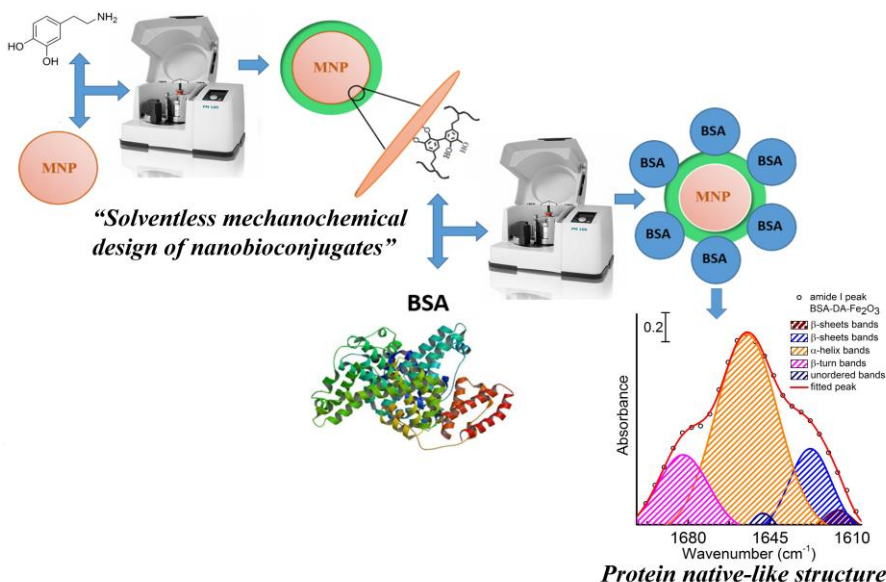 NH₂
HO
OH
MNP
MNP
HO
OH
“Solventless mechanochemical
design of nanobioconjugates”
BSA
BSA
BSA
BSA
BSA
BSA
BSA
MNP
0.2
amide I peak
BSA-DA-Fe₂O₃
β-sheets bands
β-sheets bands
α-helix bands
β-turn bands
unordered bands
fitted peak
Absorbance
1680 1645 1610
Wavenumber (cm⁻¹)
Protein native-like structure